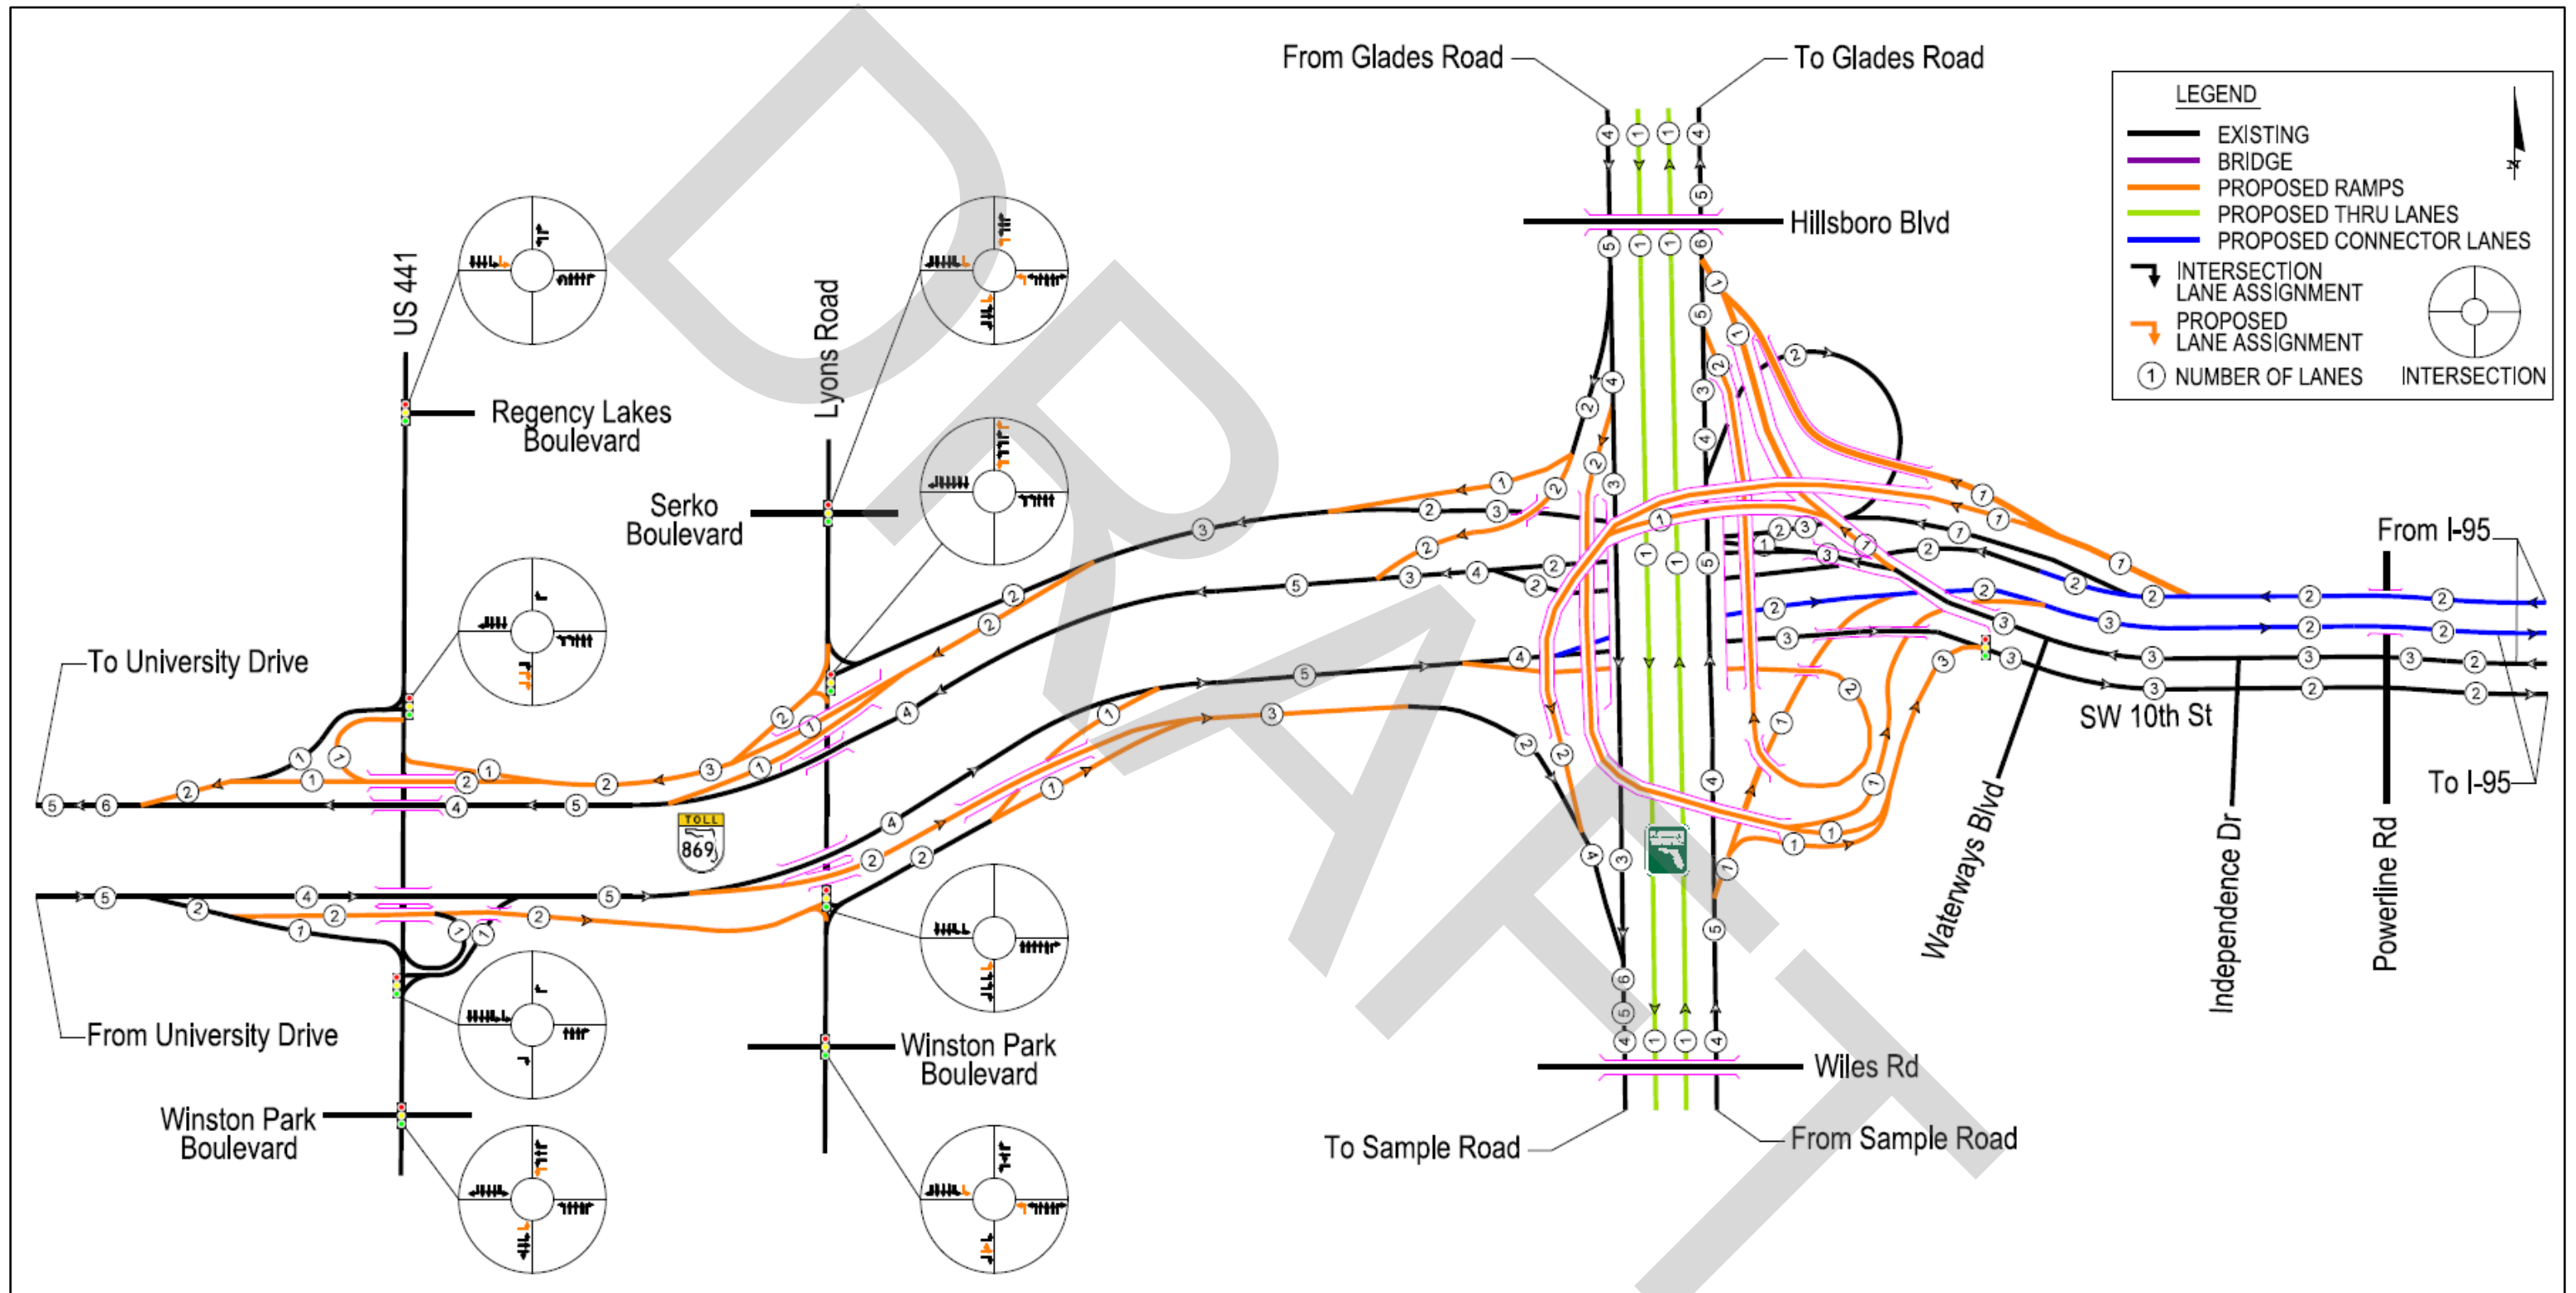 From Glades Road
To Glades Road
LEGEND
EXISTING
BRIDGE
PROPOSED RAMPS
PROPOSED THRU LANES
PROPOSED CONNECTOR LANES
INTERSECTION
LANE ASSIGNMENT
PROPOSED
LANE ASSIGNMENT
1 NUMBER OF LANES
INTERSECTION
N
Hillsboro Blvd
US 441
Lyons Road
Regency Lakes
Boulevard
Serko
Boulevard
From I-95
To University Drive
SW 10th St
To I-95
TOLL
869
Waterways Blvd
Independence Dr
Powerline Rd
From University Drive
Winston Park
Boulevard
Winston Park
Boulevard
Wiles Rd
To Sample Road
From Sample Road
DRAFT